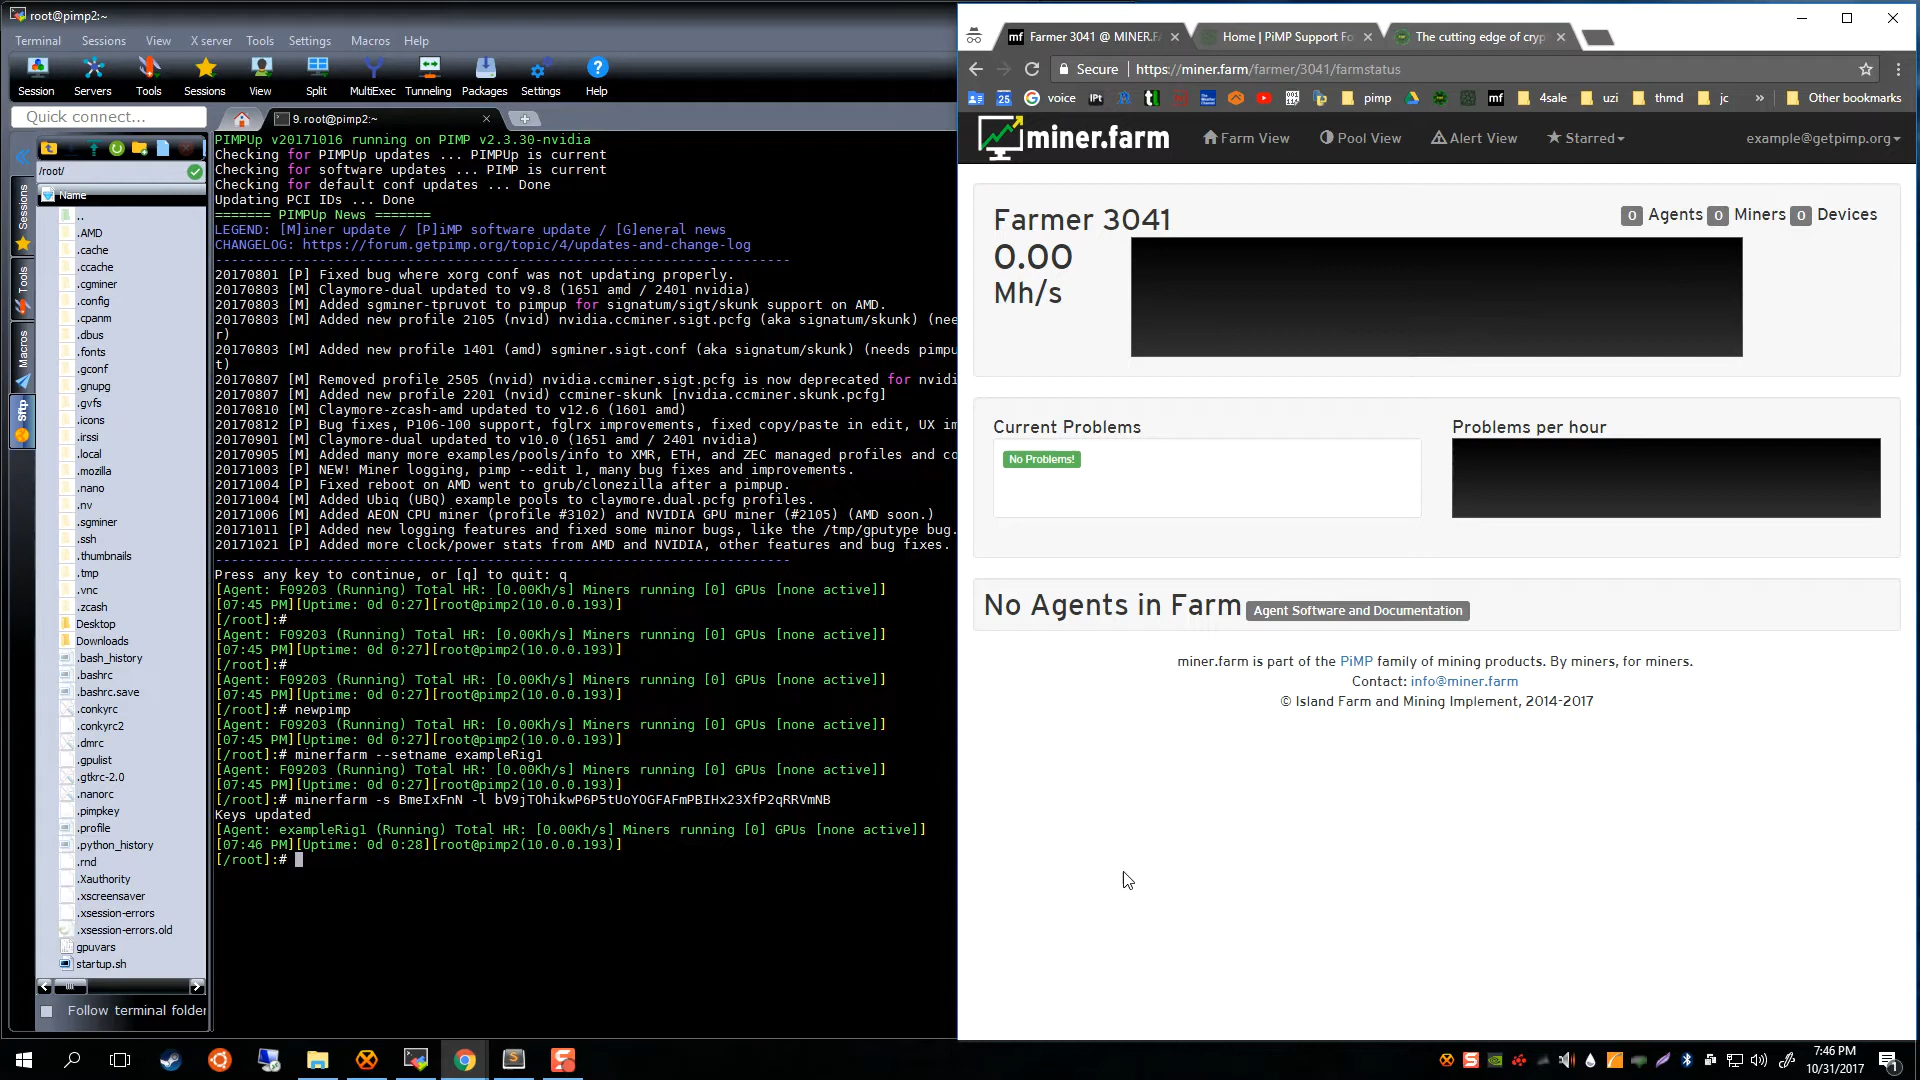 root@pimp2:~
Terminal Sessions View X server Tools Settings Macros Help
Session Servers Tools Sessions View Split MultiExec Tunneling Packages Settings Help
Quick connect...
9. root@pimp2:~
/root/
Name
..
.AMD
.cache
.ccache
.cgminer
.config
.cpanm
.dbus
.fonts
.gconf
.gnupg
.gvfs
.icons
.irssi
.local
.mozilla
.nano
.nv
.sgminer
.ssh
.thumbnails
.tmp
.vnc
.zcash
Desktop
Downloads
.bash_history
.bashrc
.bashrc.save
.conkyrc
.conkyrc2
.dmrc
.gpulist
.gtkrc-2.0
.nanorc
.pimpkey
.profile
.python_history
.rnd
.Xauthority
.xscreensaver
.xsession-errors
.xsession-errors.old
gpuvars
startup.sh
Follow terminal folder
Sessions
Tools
Macros
Sftp
PIMPUp v20171016 running on PIMP v2.3.30-nvidia
Checking for PIMPUp updates ... PIMPUp is current
Checking for software updates ... PIMP is current
Checking for default conf updates ... Done
Updating PCI IDs ... Done
======= PIMPUp News =======
LEGEND: [M]iner update / [P]iMP software update / [G]eneral news
CHANGELOG: https://forum.getpimp.org/topic/4/updates-and-change-log
------------------------------------------------------------------------
20170801 [P] Fixed bug where xorg conf was not updating properly.
20170803 [M] Claymore-dual updated to v9.8 (1651 amd / 2401 nvidia)
20170803 [M] Added sgminer-tpruvot to pimpup for signatum/sigt/skunk support on AMD.
20170803 [M] Added new profile 2105 (nvid) nvidia.ccminer.sigt.pcfg (aka signatum/skunk) (nee
r)
20170803 [M] Added new profile 1401 (amd) sgminer.sigt.conf (aka signatum/skunk) (needs pimpu
t)
20170807 [M] Removed profile 2505 (nvid) nvidia.ccminer.sigt.pcfg is now deprecated for nvidi
20170807 [M] Added new profile 2201 (nvid) ccminer-skunk [nvidia.ccminer.skunk.pcfg]
20170810 [M] Claymore-zcash-amd updated to v12.6 (1601 amd)
20170812 [P] Bug fixes, P106-100 support, fglrx improvements, fixed copy/paste in edit, UX im
20170901 [M] Claymore-dual updated to v10.0 (1651 amd / 2401 nvidia)
20170905 [M] Added many more examples/pools/info to XMR, ETH, and ZEC managed profiles and co
20171003 [P] NEW! Miner logging, pimp --edit 1, many bug fixes and improvements.
20171004 [P] Fixed reboot on AMD went to grub/clonezilla after a pimpup.
20171004 [M] Added Ubiq (UBQ) example pools to claymore.dual.pcfg profiles.
20171006 [M] Added AEON CPU miner (profile #3102) and NVIDIA GPU miner (#2105) (AMD soon.)
20171011 [P] Added new logging features and fixed some minor bugs, like the /tmp/gputype bug.
20171021 [P] Added more clock/power stats from AMD and NVIDIA, other features and bug fixes.
------------------------------------------------------------------------
Press any key to continue, or [q] to quit: q
[Agent: F09203 (Running) Total HR: [0.00Kh/s] Miners running [0] GPUs [none active]]
[07:45 PM][Uptime: 0d 0:27][root@pimp2(10.0.0.193)]
[/root]:#
[Agent: F09203 (Running) Total HR: [0.00Kh/s] Miners running [0] GPUs [none active]]
[07:45 PM][Uptime: 0d 0:27][root@pimp2(10.0.0.193)]
[/root]:#
[Agent: F09203 (Running) Total HR: [0.00Kh/s] Miners running [0] GPUs [none active]]
[07:45 PM][Uptime: 0d 0:27][root@pimp2(10.0.0.193)]
[/root]:# newpimp
[Agent: F09203 (Running) Total HR: [0.00Kh/s] Miners running [0] GPUs [none active]]
[07:45 PM][Uptime: 0d 0:27][root@pimp2(10.0.0.193)]
[/root]:# minerfarm --setname exampleRig1
[Agent: F09203 (Running) Total HR: [0.00Kh/s] Miners running [0] GPUs [none active]]
[07:45 PM][Uptime: 0d 0:27][root@pimp2(10.0.0.193)]
[/root]:# minerfarm -s BmeIxFnN -l bV9jTOhikwP6P5tUoYOGFAFmPBIHx23XfP2qRRVmNB
Keys updated
[Agent: exampleRig1 (Running) Total HR: [0.00Kh/s] Miners running [0] GPUs [none active]]
[07:46 PM][Uptime: 0d 0:28][root@pimp2(10.0.0.193)]
[/root]:#
mf Farmer 3041 @ MINER.FA
Home | PiMP Support Fo
The cutting edge of cryp
Secure https://miner.farm/farmer/3041/farmstatus
25 voice IPt tl pimp mf 4sale uzi thmd jc » Other bookmarks
miner.farm Farm View Pool View Alert View Starred example@getpimp.org
Farmer 3041
0 Agents 0 Miners 0 Devices
0.00
Mh/s
Current Problems
No Problems!
Problems per hour
No Agents in Farm Agent Software and Documentation
miner.farm is part of the PiMP family of mining products. By miners, for miners.
Contact: info@miner.farm
© Island Farm and Mining Implement, 2014-2017
7:46 PM
10/31/2017
1